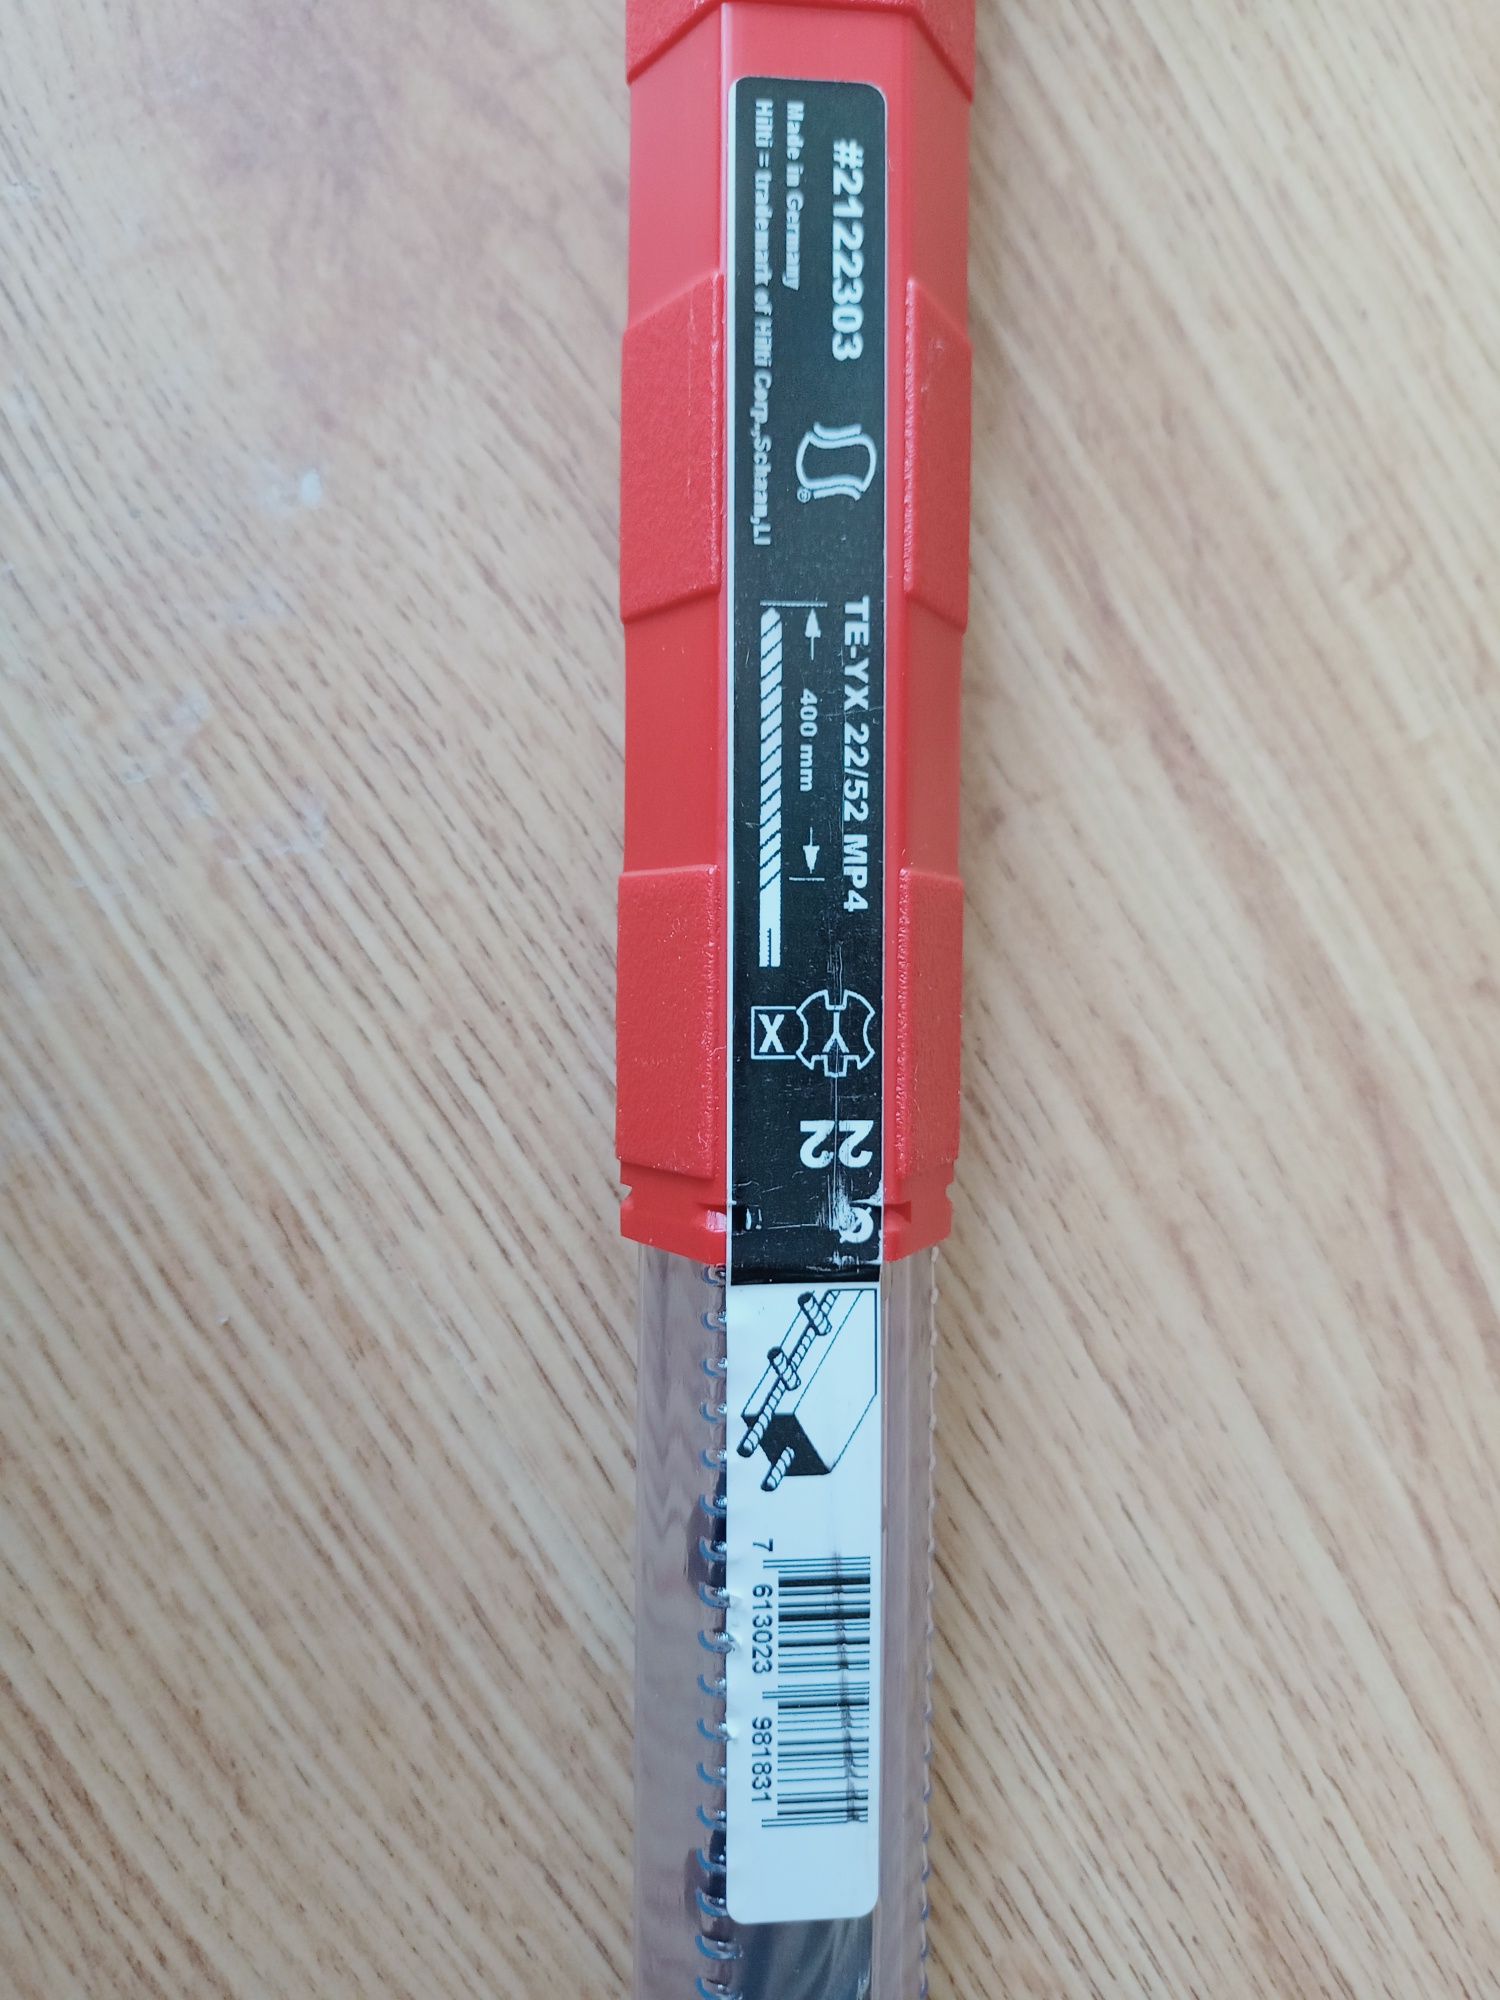 #2122303
Made in Germany
Hilti = trademark of Hilti Corp.,Schaan,LI
TE-YX 22/52 MP4
400 mm
Y
X
Ø 22
7 613023 981831